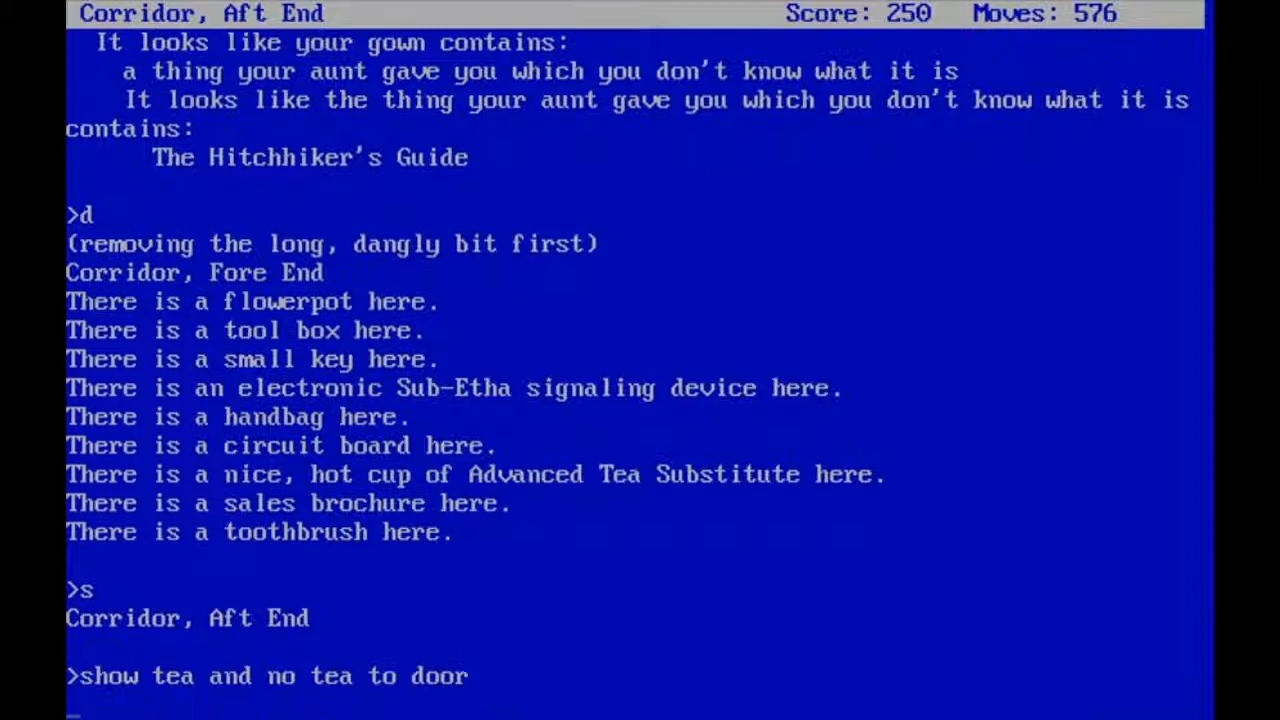 Corridor, Aft End Score: 250 Moves: 576
It looks like your gown contains:
a thing your aunt gave you which you don't know what it is
It looks like the thing your aunt gave you which you don't know what it is
contains:
The Hitchhiker's Guide
>d
(removing the long, dangly bit first)
Corridor, Fore End
There is a flowerpot here.
There is a tool box here.
There is a small key here.
There is an electronic Sub-Etha signaling device here.
There is a handbag here.
There is a circuit board here.
There is a nice, hot cup of Advanced Tea Substitute here.
There is a sales brochure here.
There is a toothbrush here.
>s
Corridor, Aft End
>show tea and no tea to door